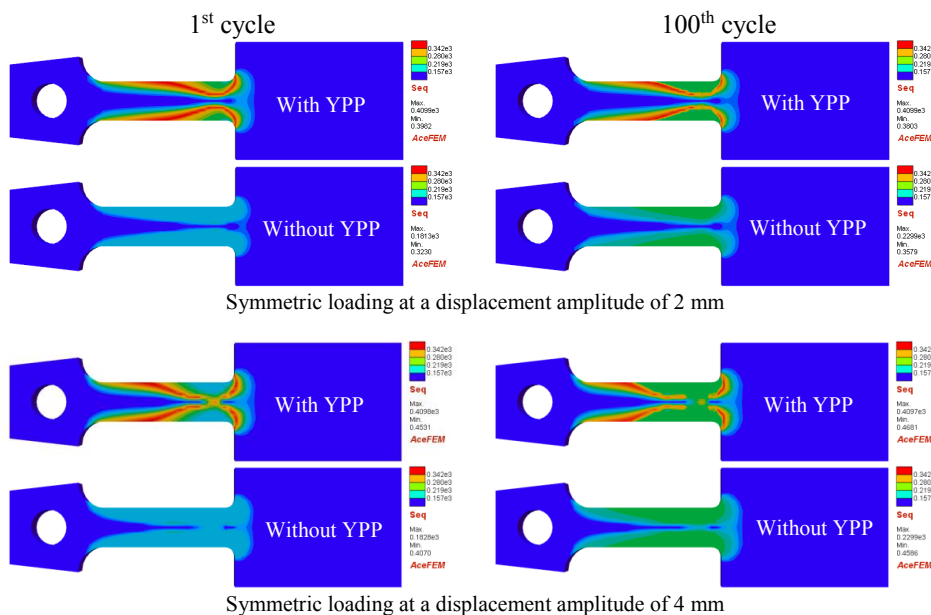 1st cycle
100th cycle
With YPP
0.342e3
0.280e3
0.219e3
0.157e3
Seq
Max.
0.4099e3
Min.
0.3982
AceFEM
With YPP
0.342
0.280
0.219
0.157
Seq
Max.
0.4099e3
Min.
0.3803
AceFEM
Without YPP
0.342e3
0.280e3
0.219e3
0.157e3
Seq
Max.
0.1813e3
Min.
0.3230
AceFEM
Without YPP
0.342
0.280
0.219
0.157
Seq
Max.
0.2299e3
Min.
0.3579
AceFEM
Symmetric loading at a displacement amplitude of 2 mm
With YPP
0.342e3
0.280e3
0.219e3
0.157e3
Seq
Max.
0.4098e3
Min.
0.4531
AceFEM
With YPP
0.342e3
0.280
0.219
0.157
Seq
Max.
0.4097e3
Min.
0.4681
AceFEM
Without YPP
0.342e3
0.280e3
0.219e3
0.157e3
Seq
Max.
0.1828e3
Min.
0.4070
AceFEM
Without YPP
0.342
0.280
0.219
0.157
Seq
Max.
0.2299e3
Min.
0.4586
AceFEM
Symmetric loading at a displacement amplitude of 4 mm